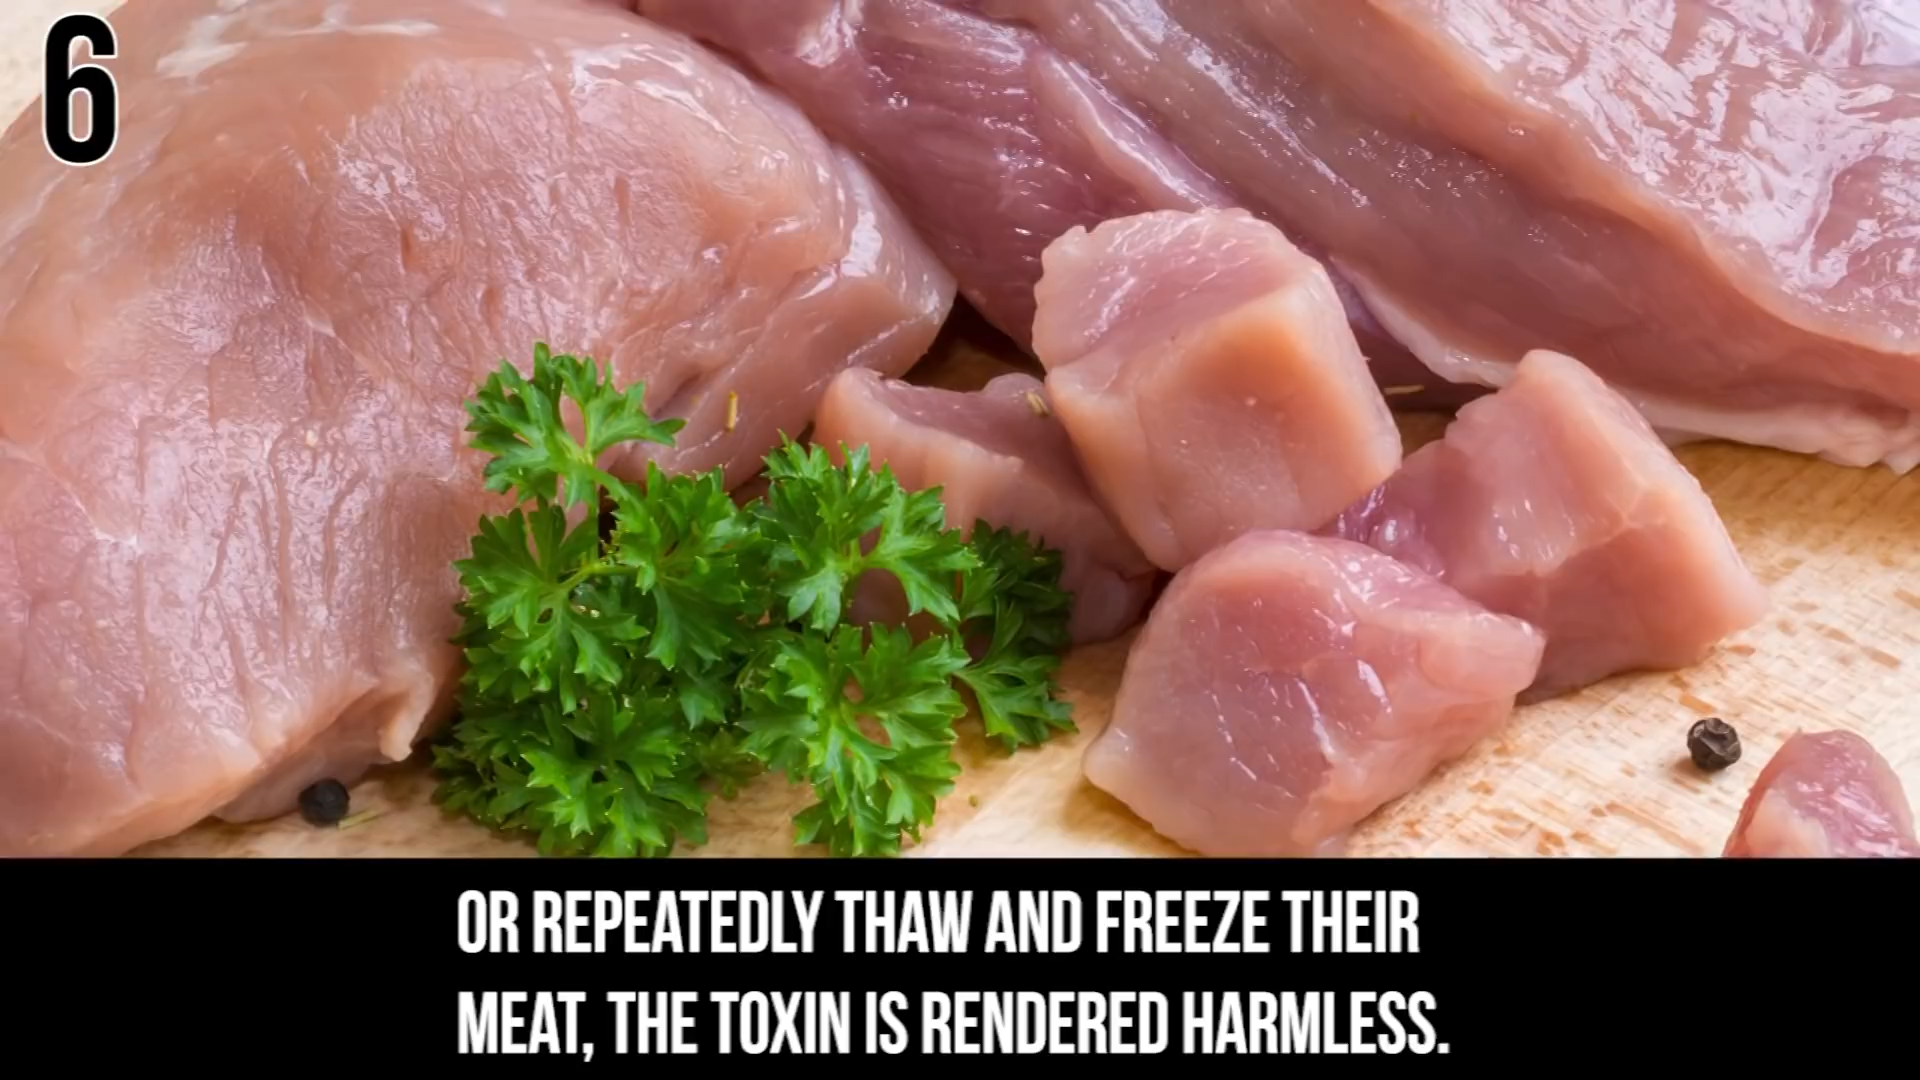 6
OR REPEATEDLY THAW AND FREEZE THEIR
MEAT, THE TOXIN IS RENDERED HARMLESS.